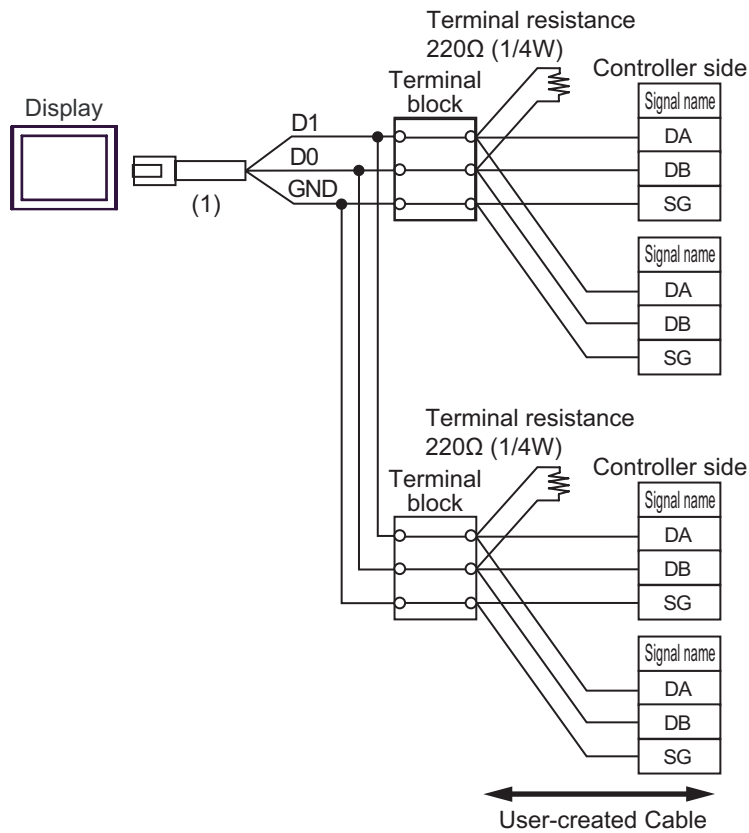 Terminal resistance
220Ω (1/4W)
Controller side
Terminal
block
Display
D1
D0
GND
(1)
Signal name
DA
DB
SG
Signal name
DA
DB
SG
Terminal resistance
220Ω (1/4W)
Controller side
Terminal
block
Signal name
DA
DB
SG
Signal name
DA
DB
SG
User-created Cable